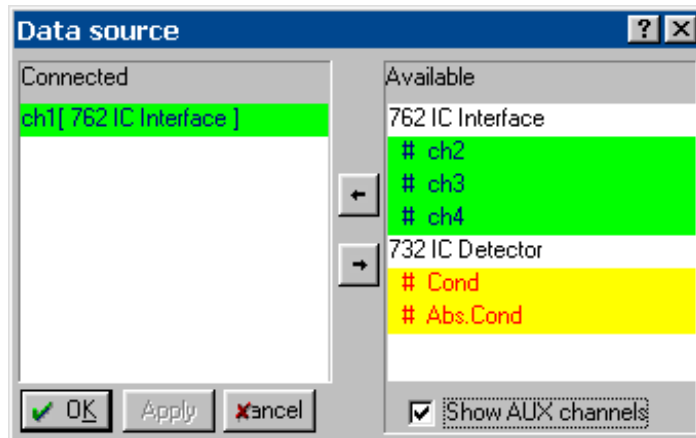 Data source
Connected
ch1[ 762 IC Interface ]
Available
762 IC Interface
# ch2
# ch3
# ch4
732 IC Detector
# Cond
# Abs.Cond
OK Apply Xancel
Show AUX channels